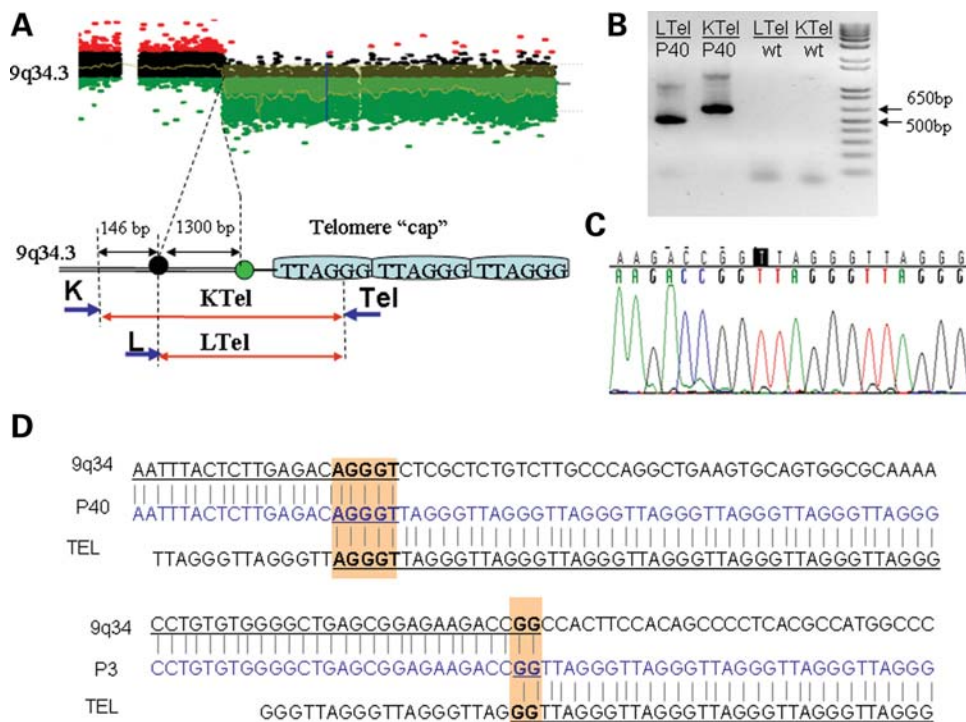 A
9q34.3
146 bp
1300 bp
Telomere "cap"
9q34.3
TTAGGG TTAGGG TTAGGG
K
KTel
Tel
L
LTel
B
LTel KTel LTel KTel
P40 P40 wt wt
650bp
500bp
C
A A G A C C G G T T A G G G T T A G G G
A A G A C C G G T T A G G G T T A G G G
D
9q34 AATTTACTCTTGAGACAGGGTCTCGCTCTGTCTTGCCCAGGCTGAAGTGCAGTGGCGCAAAA
P40 AATTTACTCTTGAGACAGGGTTAGGGTTAGGGTTAGGGTTAGGGTTAGGGTTAGGGTTAGGG
TEL TTAGGGTTAGGGTTAGGGTTAGGGTTAGGGTTAGGGTTAGGGTTAGGGTTAGGGTTAGGG
9q34 CCTGTGTGGGGCTGAGCGGAGAAGACCGGCCACTTCCACAGCCCCTCACGCCATGGCCC
P3 CCTGTGTGGGGCTGAGCGGAGAAGACCGGTTAGGGTTAGGGTTAGGGTTAGGGTTAGGG
TEL GGGTTAGGGTTAGGGTTAGGGTTAGGGTTAGGGTTAGGGTTAGGGTTAGGG